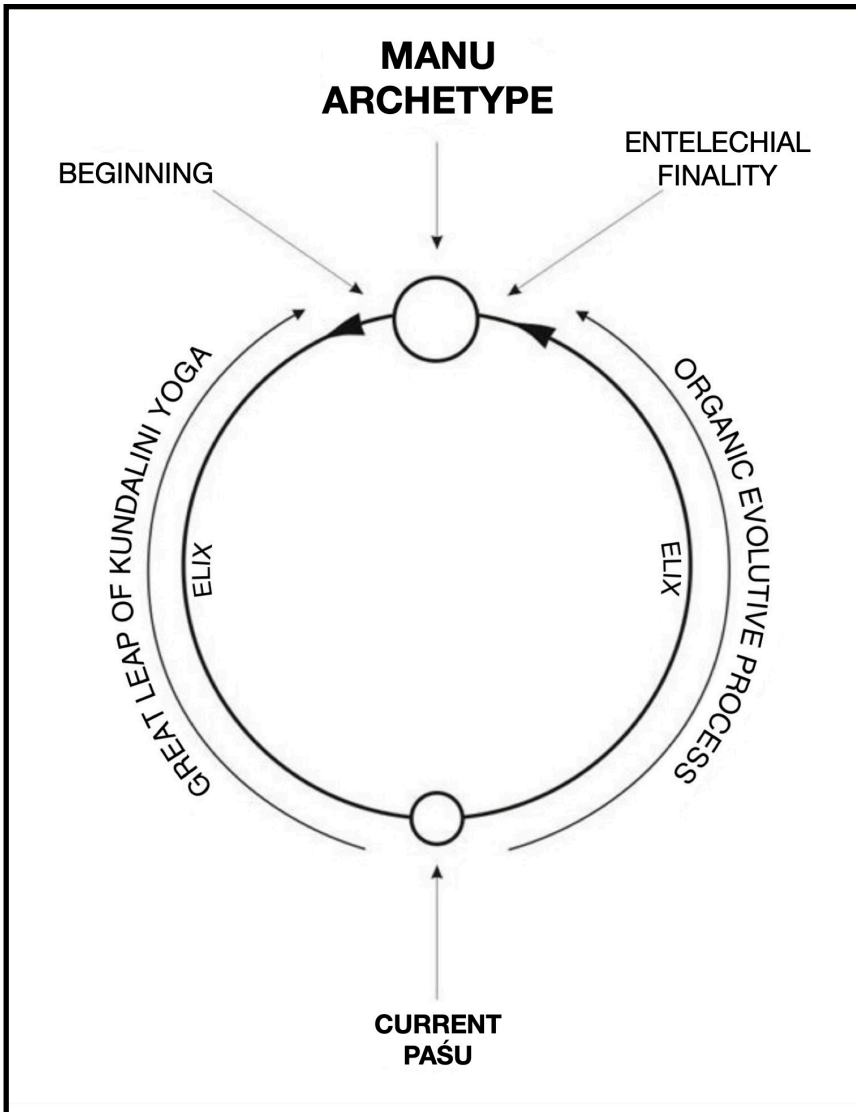 MANU
ARCHETYPE
BEGINNING
ENTELECHIAL
FINALITY
GREAT LEAP OF KUNDALINI YOGA
ELIX
ELIX
ORGANIC EVOLUTIVE PROCESS
CURRENT
PAŚU